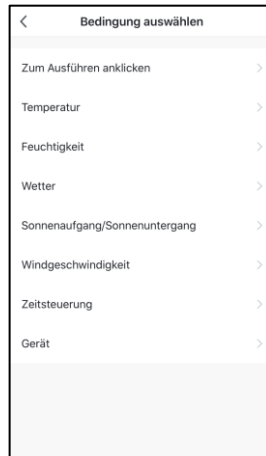 Bedingung auswählen
Zum Ausführen anklicken
Temperatur
Feuchtigkeit
Wetter
Sonnenaufgang/Sonnenuntergang
Windgeschwindigkeit
Zeitsteuerung
Gerät